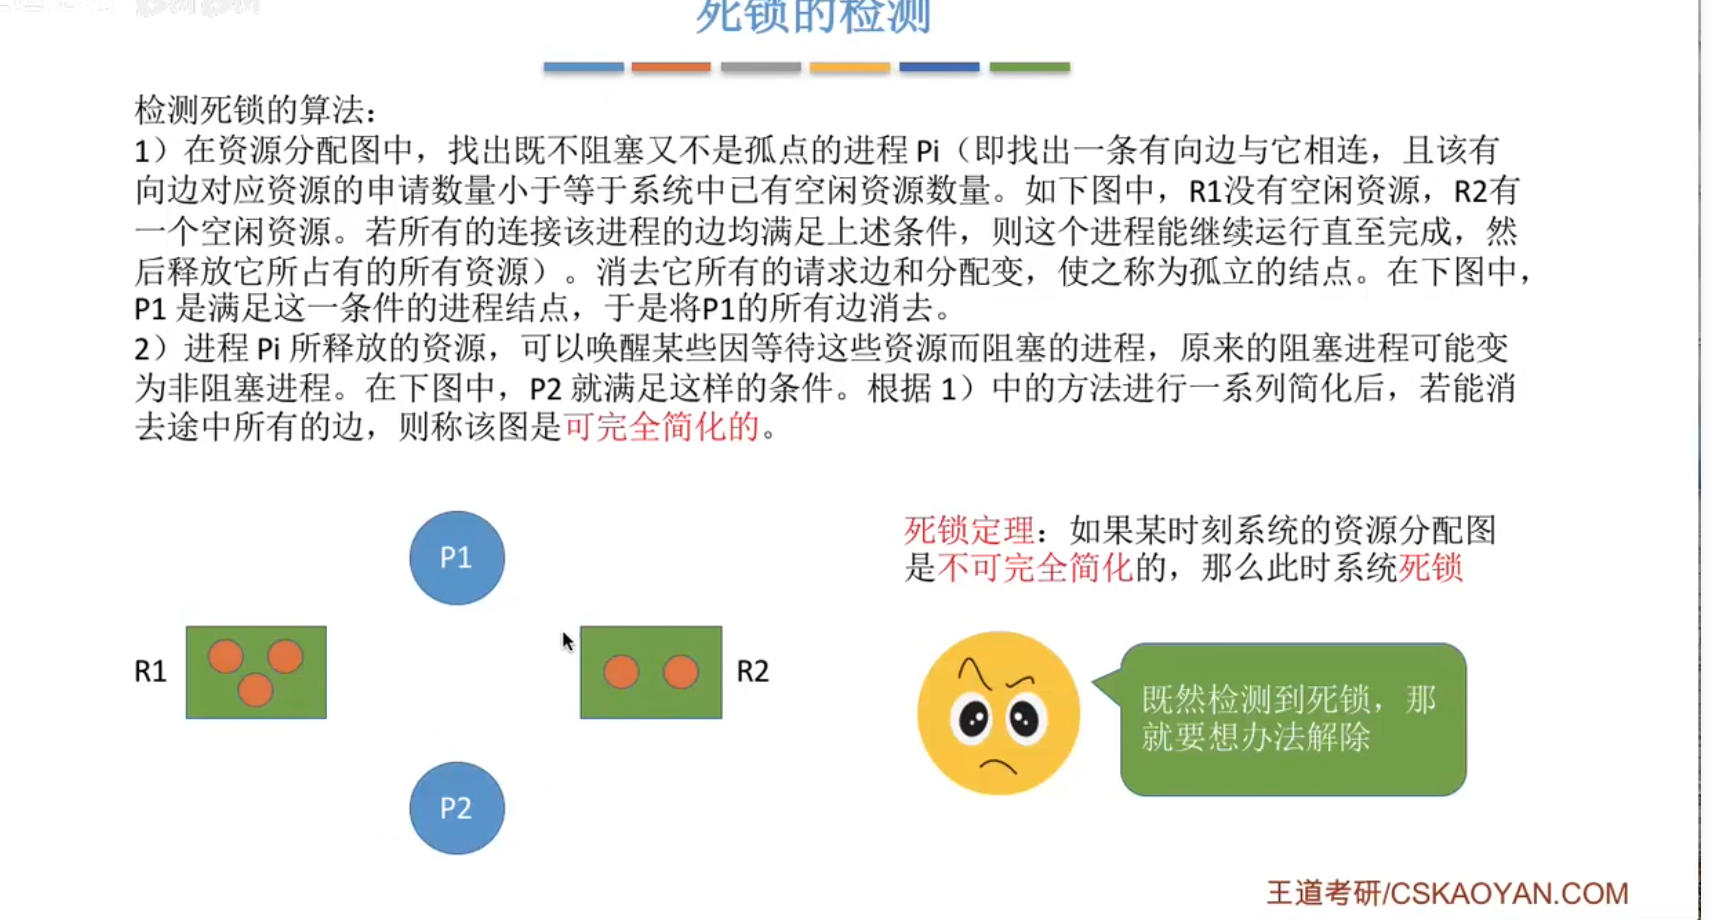 死锁的检测
检测死锁的算法：
1）在资源分配图中，找出既不阻塞又不是孤点的进程 Pi（即找出一条有向边与它相连，且该有
向边对应资源的申请数量小于等于系统中已有空闲资源数量。如下图中，R1没有空闲资源，R2有
一个空闲资源。若所有的连接该进程的边均满足上述条件，则这个进程能继续运行直至完成，然
后释放它所占有的所有资源）。消去它所有的请求边和分配变，使之称为孤立的结点。在下图中，
P1 是满足这一条件的进程结点，于是将P1的所有边消去。
2）进程 Pi 所释放的资源，可以唤醒某些因等待这些资源而阻塞的进程，原来的阻塞进程可能变
为非阻塞进程。在下图中，P2 就满足这样的条件。根据 1）中的方法进行一系列简化后，若能消
去途中所有的边，则称该图是可完全简化的。
P1
R1
R2
P2
死锁定理：如果某时刻系统的资源分配图
是不可完全简化的，那么此时系统死锁
既然检测到死锁，那
就要想办法解除
王道考研/CSKAOYAN.COM